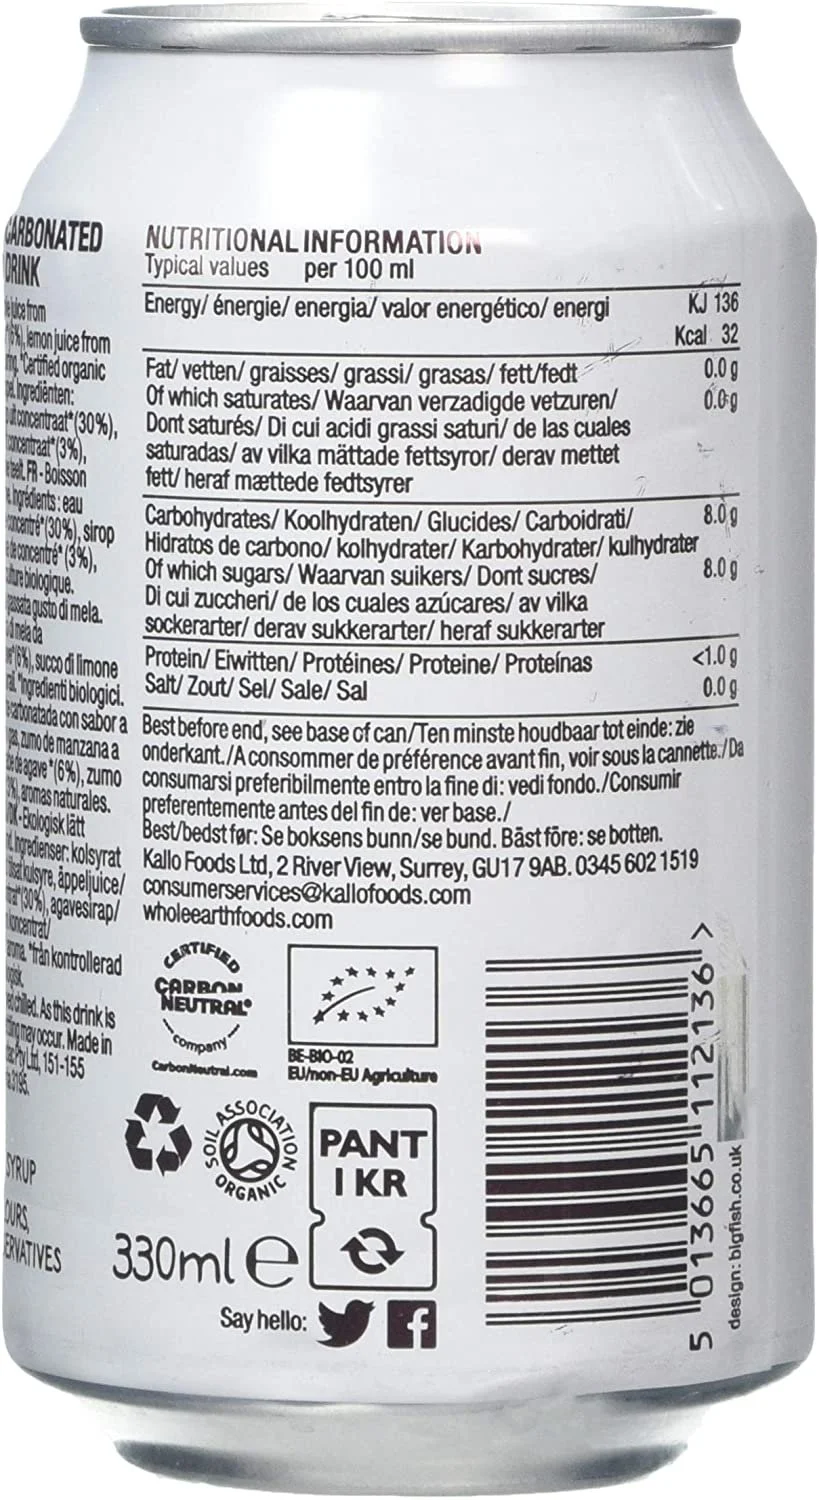 CARBONATED
DRINK
juice from
(6%), lemon juice from
*Certified organic
Ingrediënten:
concentraat*(30%),
concentraat*(3%),
FR - Boisson
Ingrédients : eau
concentré*(30%), sirop
de concentré* (3%),
biologique.
gusto di mela.
di mela da
(6%), succo di limone
*Ingredienti biologici.
carbonatada con sabor a
zumo de manzana a
de agave *(6%), zumo
aromas naturales.
- Ekologisk lätt
Ingredienser: kolsyrat
äppeljuice/
(30%), agavesirap/
koncentrat/
*från kontrollerad
chilled. As this drink is
may occur. Made in
Pty Ltd, 151-155
3195.
SYRUP
NUTRITIONAL INFORMATION
Typical values per 100 ml
Energy/ énergie/ energia/ valor energético/ energi KJ 136
Kcal 32
Fat/ vetten/ graisses/ grassi/ grasas/ fett/fedt 0.0 g
Of which saturates/ Waarvan verzadigde vetzuren/ 0.0 g
Dont saturés/ Di cui acidi grassi saturi/ de las cuales
saturadas/ av vilka mättade fettsyror/ derav mettet
fett/ heraf mættede fedtsyrer
Carbohydrates/ Koolhydraten/ Glucides/ Carboidrati/ 8.0 g
Hidratos de carbono/ kolhydrater/ Karbohydrater/ kulhydrater
Of which sugars/ Waarvan suikers/ Dont sucres/ 8.0 g
Di cui zuccheri/ de los cuales azúcares/ av vilka
sockerarter/ derav sukkerarter/ heraf sukkerarter
Protein/ Eiwitten/ Protéines/ Proteine/ Proteínas <1.0 g
Salt/ Zout/ Sel/ Sale/ Sal 0.0 g
Best before end, see base of can/Ten minste houdbaar tot einde: zie
onderkant./A consommer de préférence avant fin, voir sous la cannette:/Da
consumarsi preferibilmente entro la fine di: vedi fondo./Consumir
preferentemente antes del fin de: ver base./
Best/bedst før: Se boksens bunn/se bund. Bäst före: se botten.
Kallo Foods Ltd, 2 River View, Surrey, GU17 9AB. 0345 602 1519
consumerservices@kallofoods.com
wholeearthfoods.com
CERTIFIED
CARBON
NEUTRAL®
company
CarbonNeutral.com
BE-BIO-02
EU/non-EU Agriculture
SOIL ASSOCIATION
ORGANIC
PANT
1 KR
330ml e
Say hello:
5 013665 112136 >
design: bigfish.co.uk